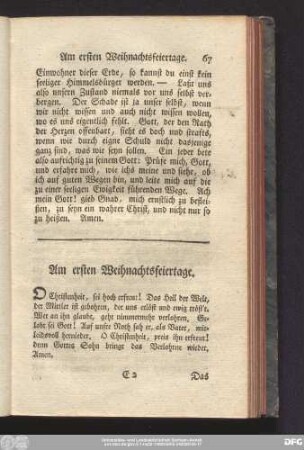 Am ersten Weihnachtsfeiertage. 67
Einwohner dieser Erde, so kannst du einst kein
seeliger Himmelsbürger werden. — Laßt uns
also unsern Zustand niemals vor uns selbst ver-
bergen. Der Schade ist ja unser selbst, wenn
wir nicht wissen und auch nicht wissen wollen,
wo es uns eigentlich fehlt. Gott, der den Rath
der Herzen offenbart, sieht es doch und strafts,
wenn wir durch eigne Schuld nicht dasjenige
ganz sind, was wir seyn sollen. Ein jeder bete
also aufrichtig zu seinem Gott: Prüfe mich, Gott,
und erfahre mich, wie ichs meine und siehe, ob
ich auf guten Wegen bin, und leite mich auf die
zu einer seeligen Ewigkeit führenden Wege. Ach
mein Gott! gieb Gnad, mich ernstlich zu beflei-
ßen, zu seyn ein wahrer Christ, und nicht nur so
zu heißen. Amen.
Am ersten Weihnachtsfeiertage.
O Christenheit, sei hoch erfreut! Das Heil der Welt,
der Mittler ist gebohren, der uns erlöst und ewig tröst't.
Wer an ihn glaubt, geht nimmermehr verlohren. Ge-
lobt sei Gott! Auf unsre Noth sah er, als Vater, mit-
leidsvoll hernieder. O Christenheit, preis ihn erfreut!
denn Gottes Sohn bringt das Verlohrne wieder.
Amen.
E 2 Das